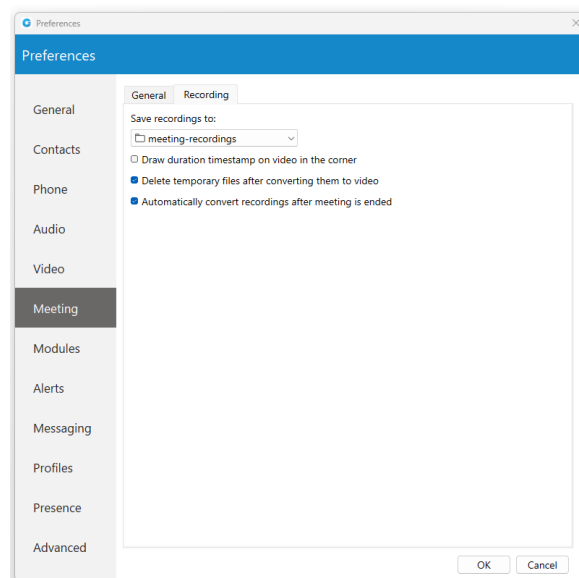 Preferences
Preferences
General
Contacts
Phone
Audio
Video
Meeting
Modules
Alerts
Messaging
Profiles
Presence
Advanced
General Recording
Save recordings to:
meeting-recordings
Draw duration timestamp on video in the corner
Delete temporary files after converting them to video
Automatically convert recordings after meeting is ended
OK Cancel